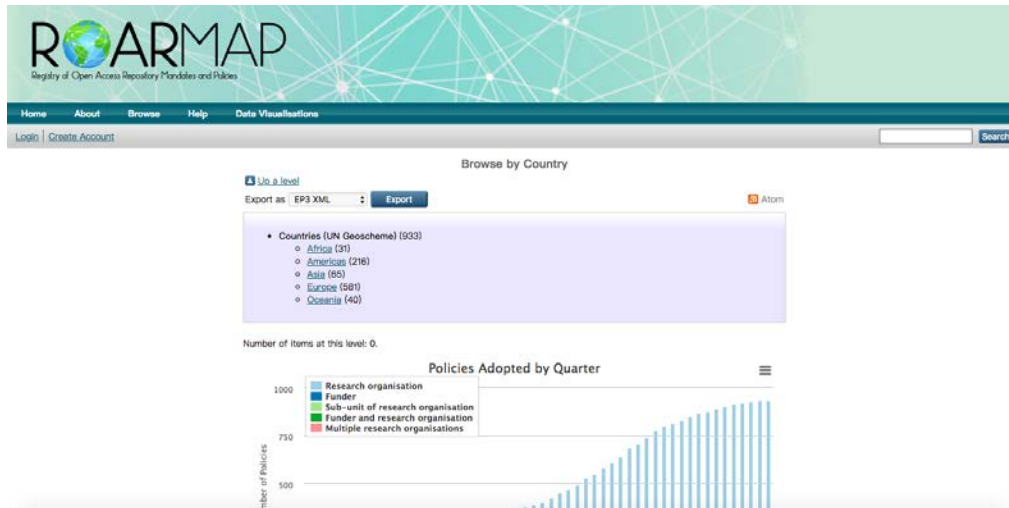 ROARMAP
Registry of Open Access Repository Mandates and Policies
Home About Browse Help Data Visualisations
Login | Create Account Search
Browse by Country
Up a level
Export as EP3 XML Export Atom
• Countries (UN Geoscheme) (933)
○ Africa (31)
○ Americas (216)
○ Asia (65)
○ Europe (581)
○ Oceania (40)
Number of items at this level: 0.
Policies Adopted by Quarter
1000
Research organisation
Funder
Sub-unit of research organisation
Funder and research organisation
Multiple research organisations
750
500
of Policies